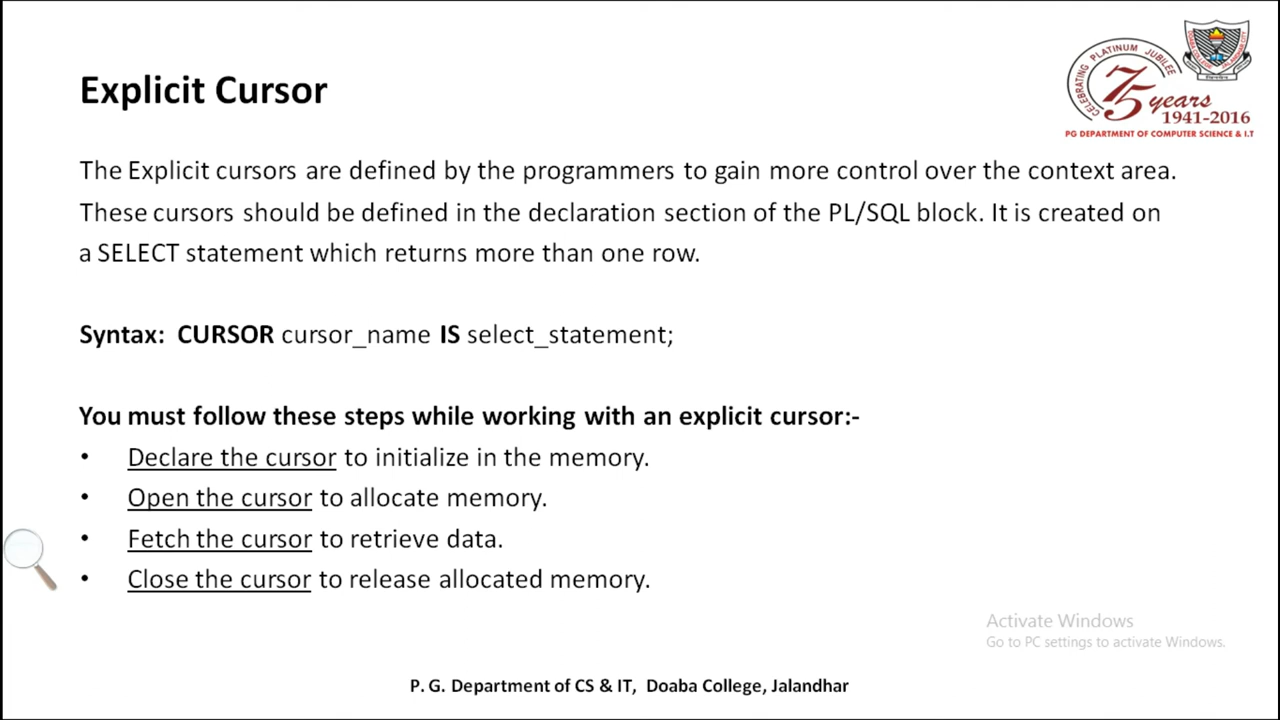 Explicit Cursor
CELEBRATING PLATINUM JUBILEE
75 years
1941-2016
PG DEPARTMENT OF COMPUTER SCIENCE & I.T
The Explicit cursors are defined by the programmers to gain more control over the context area.
These cursors should be defined in the declaration section of the PL/SQL block. It is created on
a SELECT statement which returns more than one row.
Syntax: CURSOR cursor_name IS select_statement;
You must follow these steps while working with an explicit cursor:-
• Declare the cursor to initialize in the memory.
• Open the cursor to allocate memory.
• Fetch the cursor to retrieve data.
• Close the cursor to release allocated memory.
Activate Windows
Go to PC settings to activate Windows.
P. G. Department of CS & IT, Doaba College, Jalandhar